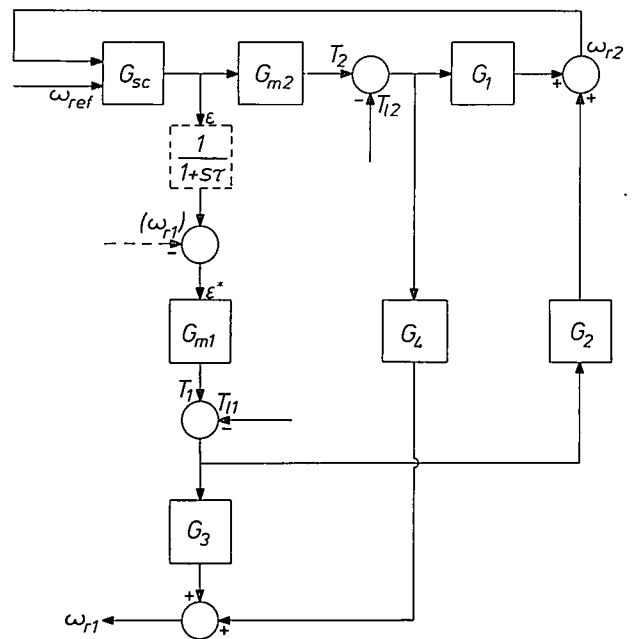 ω_r2
G_sc
G_m2
T_2
G_1
ω_ref
-
T_l2
+
+
ε
1
1+sτ
(ω_r1)
-
ε*
G_m1
G_4
G_2
T_1
T_l1
-
G_3
+
ω_r1
+